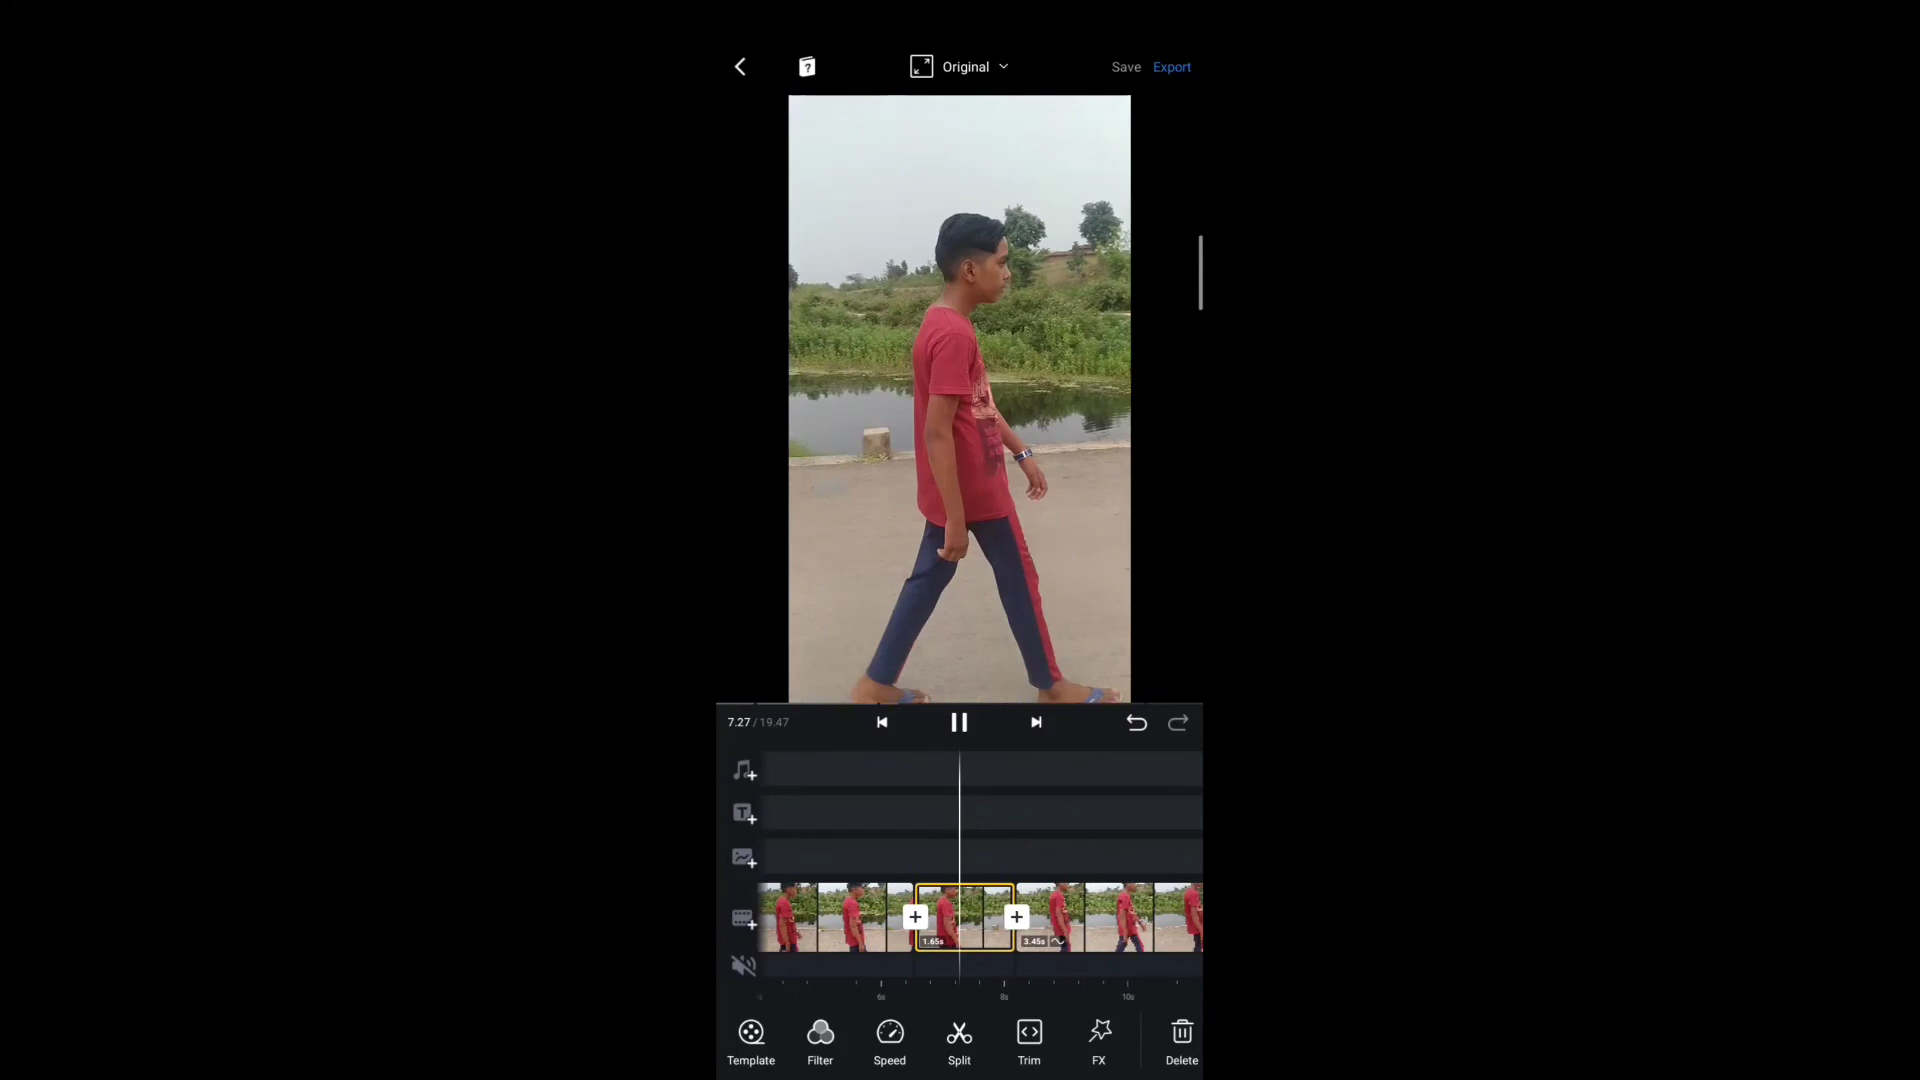 ?
Original
Save Export
7.27 / 19.47
T
1.65s
3.45s
6s
8s
10s
Template
Filter
Speed
Split
Trim
FX
Delete